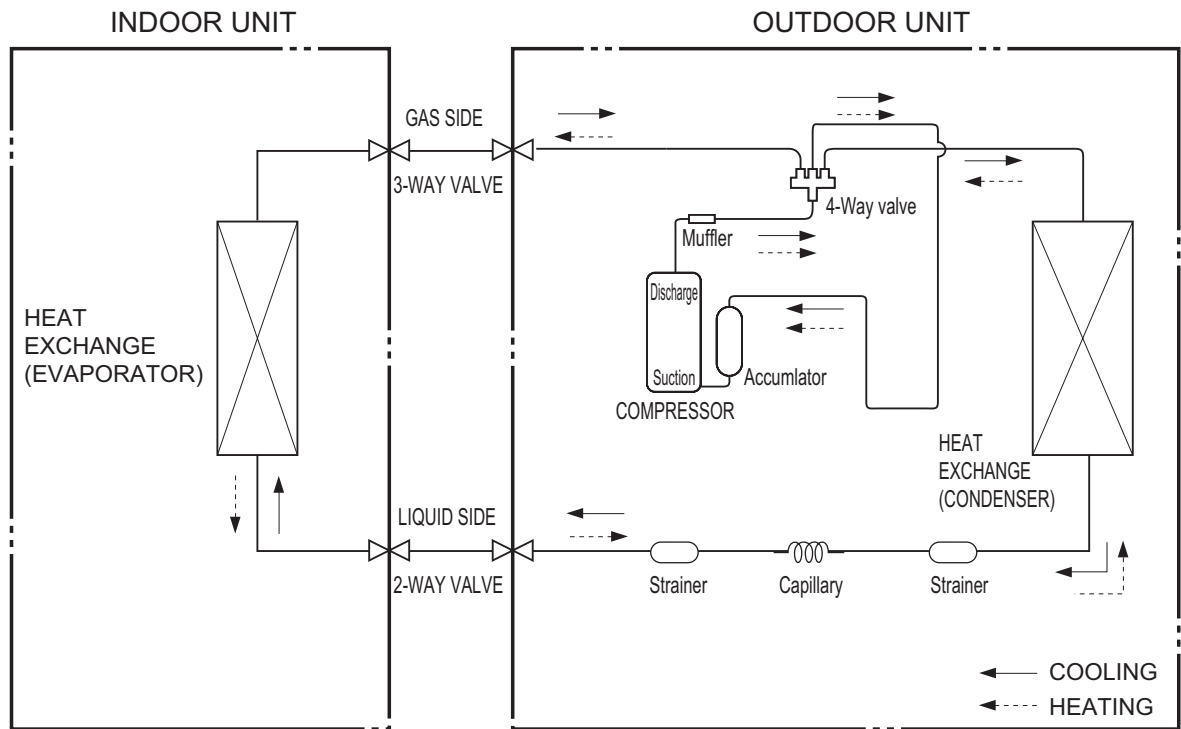 INDOOR UNIT
OUTDOOR UNIT
GAS SIDE
3-WAY VALVE
4-Way valve
Muffler
Discharge
Suction
COMPRESSOR
Accumlator
HEAT
EXCHANGE
(EVAPORATOR)
HEAT
EXCHANGE
(CONDENSER)
LIQUID SIDE
2-WAY VALVE
Strainer
Capillary
Strainer
COOLING
HEATING